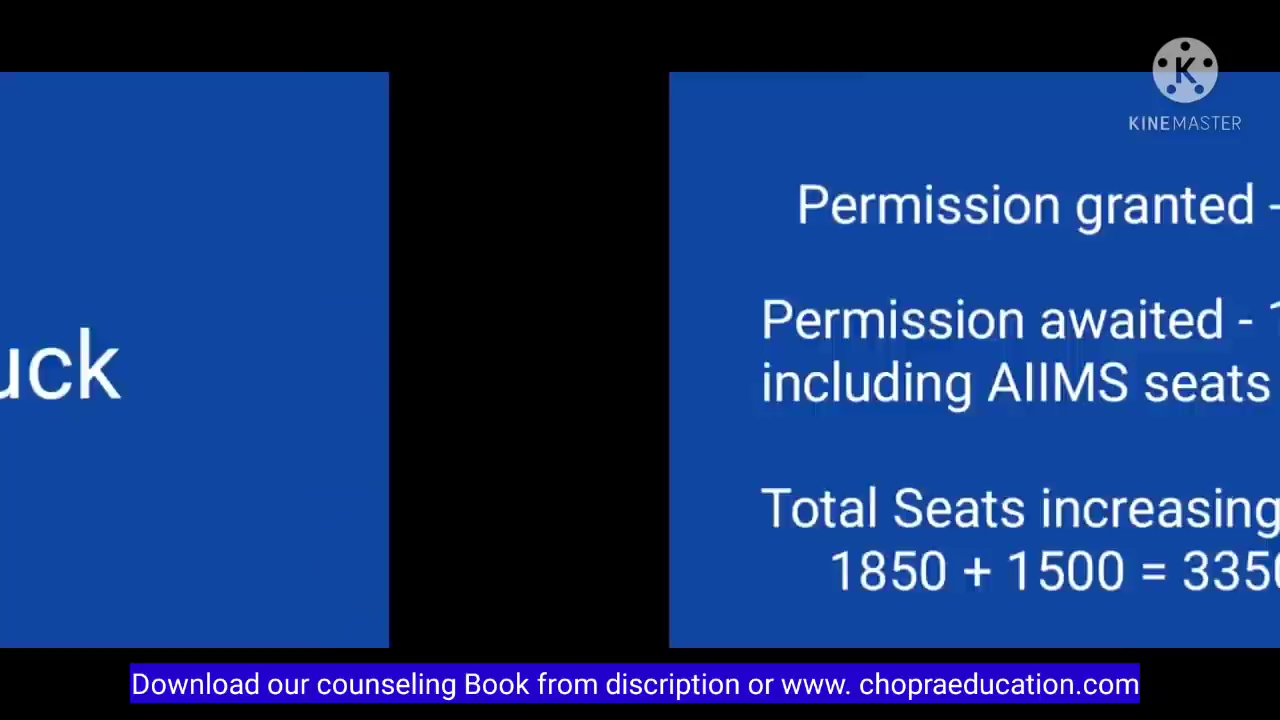 KINEMASTER
Permission granted -
Permission awaited -
including AIIMS seats
uck
Total Seats increasing
1850 + 1500 = 3350
Download our counseling Book from discription or www. chopraeducation.com